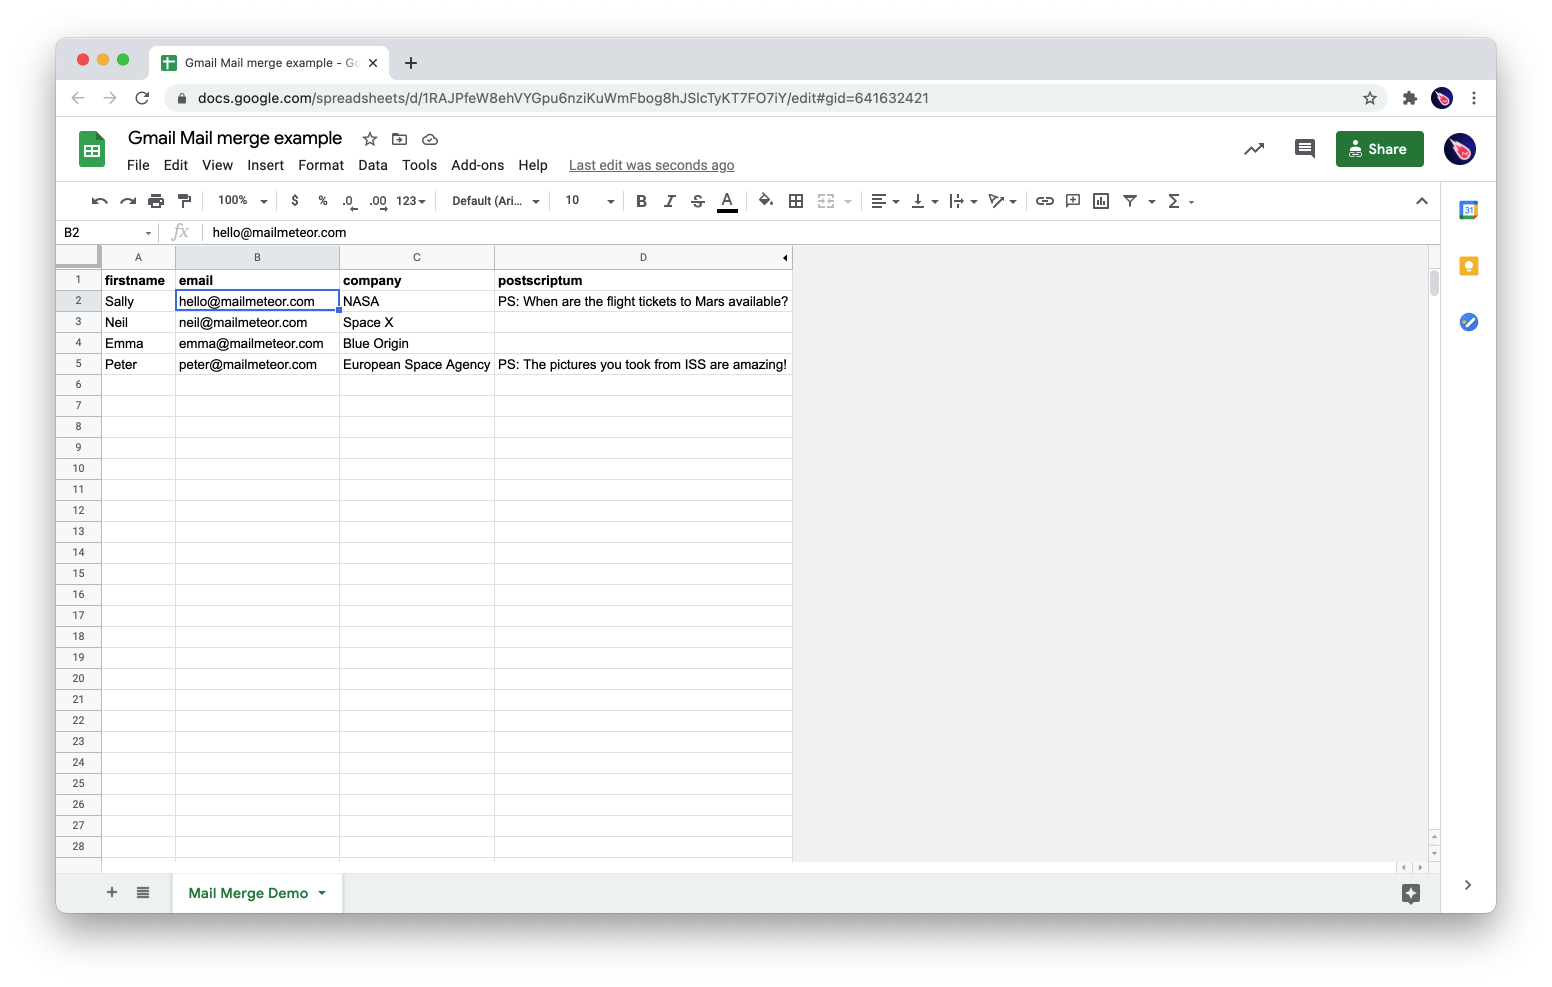 Gmail Mail merge example - Go
docs.google.com/spreadsheets/d/1RAJPfeW8ehVYGpu6nziKuWmFbog8hJSIcTyKT7FO7iY/edit#gid=641632421
Gmail Mail merge example
File Edit View Insert Format Data Tools Add-ons Help Last edit was seconds ago
Share
100% $ % .0 .00 123 Default (Ari... 10 B I S A Σ
31
B2 fx hello@mailmeteor.com
A B C D
1 firstname email company postscriptum
2 Sally hello@mailmeteor.com NASA PS: When are the flight tickets to Mars available?
3 Neil neil@mailmeteor.com Space X
4 Emma emma@mailmeteor.com Blue Origin
5 Peter peter@mailmeteor.com European Space Agency PS: The pictures you took from ISS are amazing!
6
7
8
9
10
11
12
13
14
15
16
17
18
19
20
21
22
23
24
25
26
27
28
Mail Merge Demo